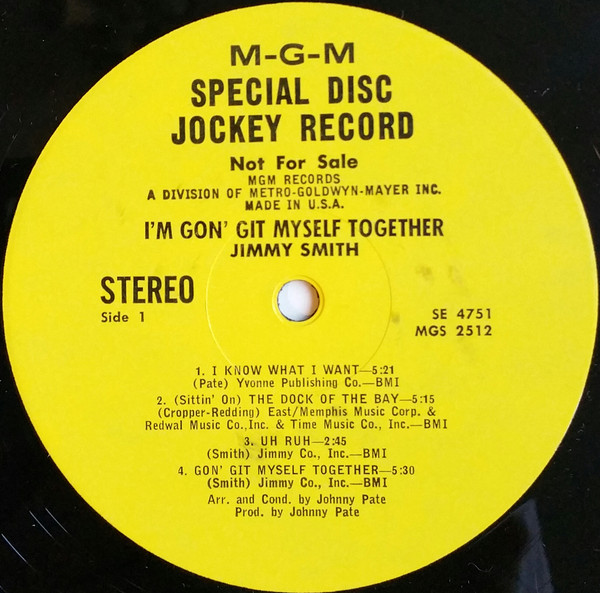 M-G-M
SPECIAL DISC
JOCKEY RECORD
Not For Sale
MGM RECORDS
A DIVISION OF METRO-GOLDWYN-MAYER INC.
MADE IN U.S.A.
I'M GON' GIT MYSELF TOGETHER
JIMMY SMITH
STEREO
Side 1
SE 4751
MGS 2512
1. I KNOW WHAT I WANT—5:21
(Pate) Yvonne Publishing Co.—BMI
2. (Sittin' On) THE DOCK OF THE BAY—5:15
(Cropper-Redding) East/Memphis Music Corp. &
Redwal Music Co.,Inc. & Time Music Co., Inc.—BMI
3. UH RUH—2:45
(Smith) Jimmy Co., Inc.—BMI
4. GON' GIT MYSELF TOGETHER—5:30
(Smith) Jimmy Co., Inc.—BMI
Arr. and Cond. by Johnny Pate
Prod. by Johnny Pate